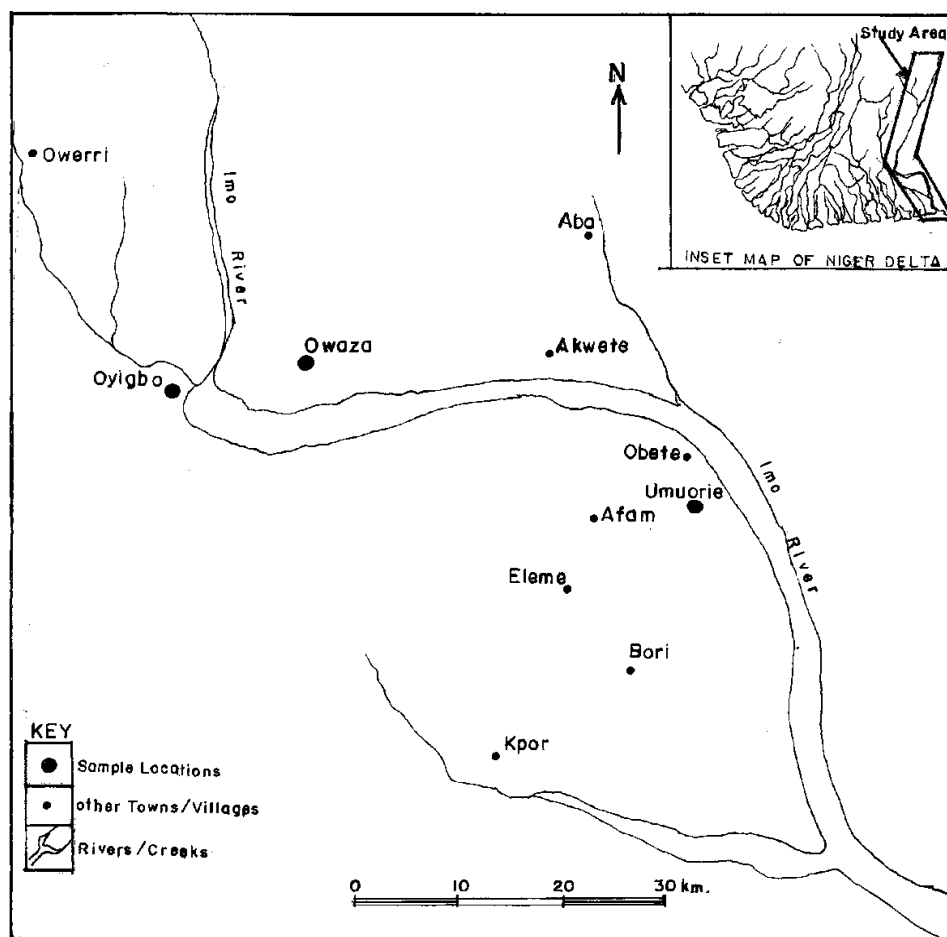 Study Area
N
INSET MAP OF NIGER DELTA
Owerri
Imo
River
Aba
Owaza
Akwete
Oyigbo
Obete
Imo
River
Umuorie
Afam
Eleme
Bori
Kpor
KEY
Sample Locations
other Towns/Villages
Rivers/Creeks
0 10 20 30 km.